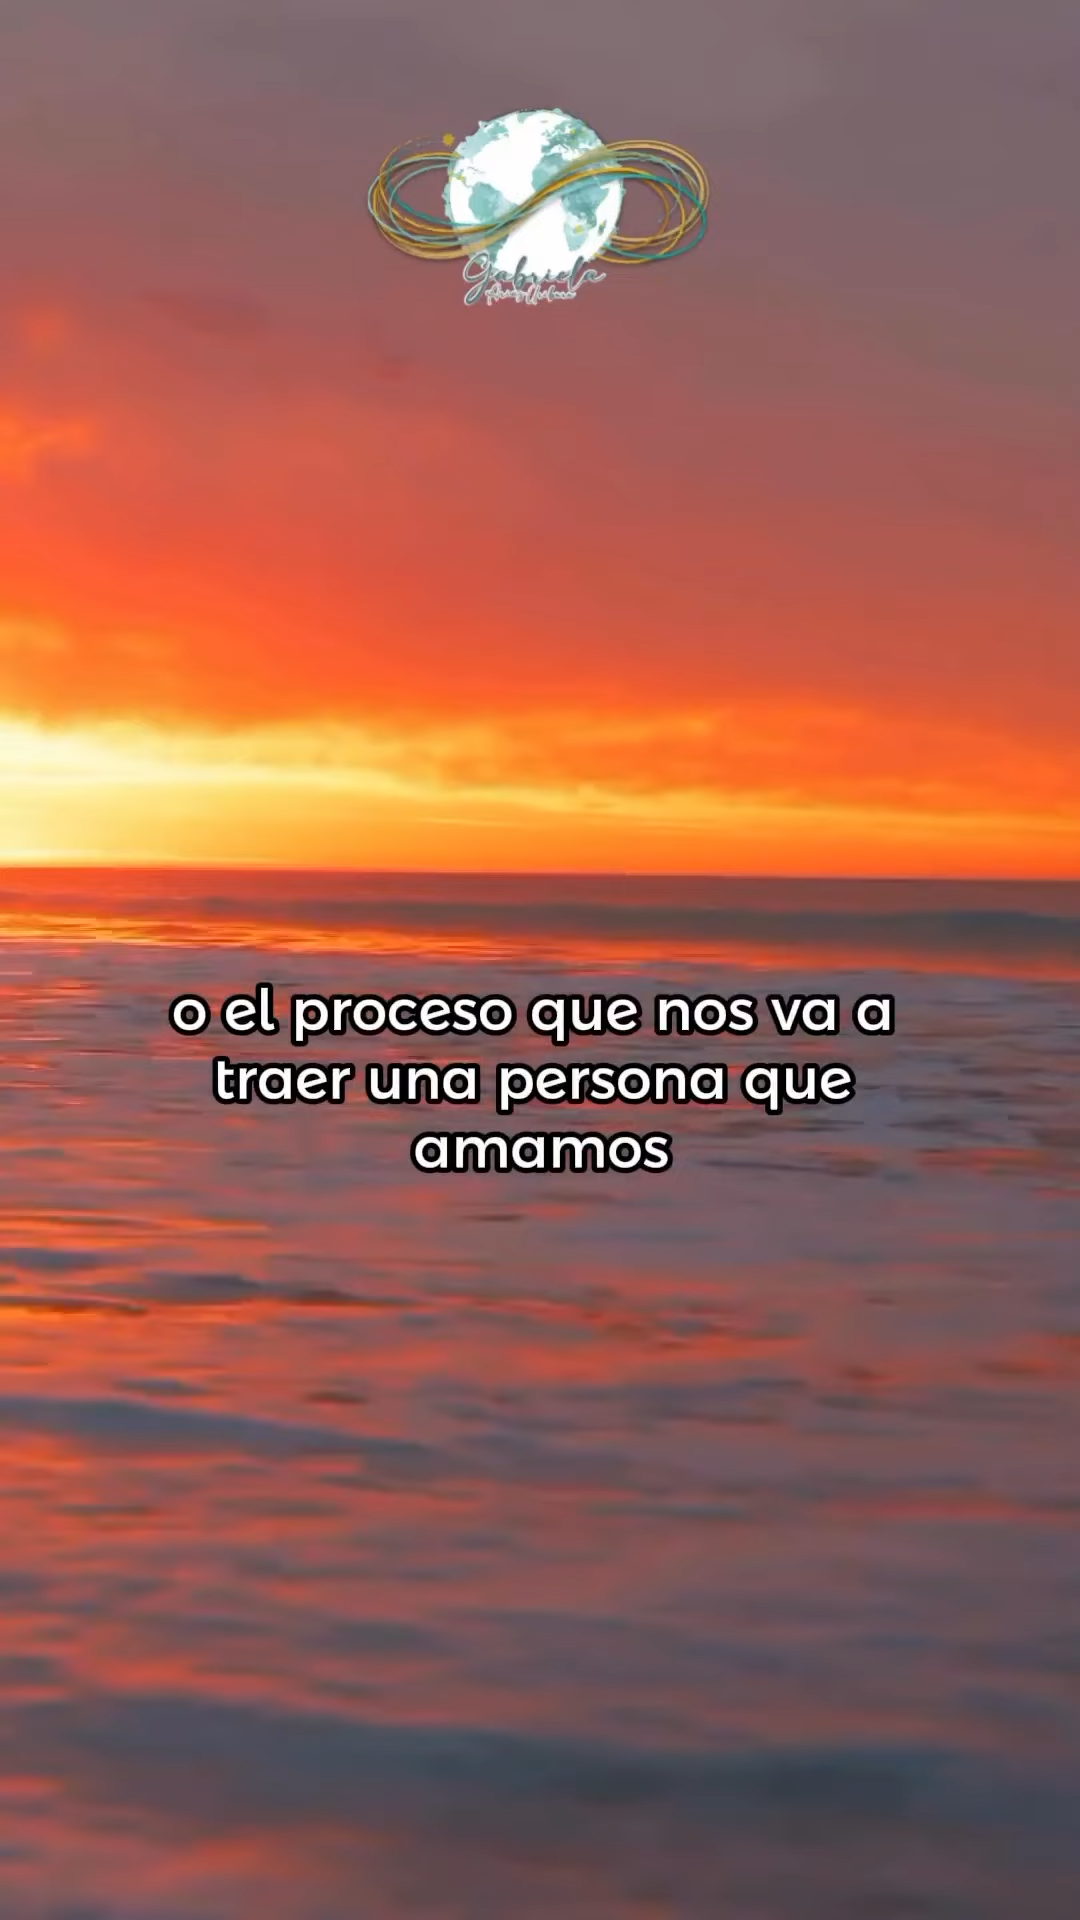 Gabriela
o el proceso que nos va a
traer una persona que
amamos